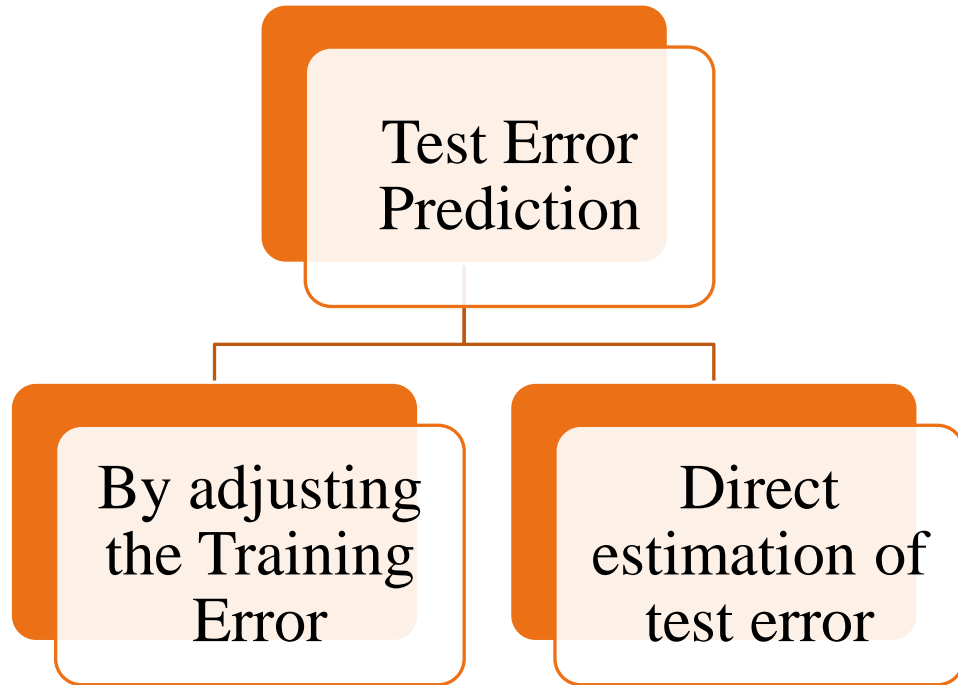 Test Error
Prediction
By adjusting
the Training
Error
Direct
estimation of
test error